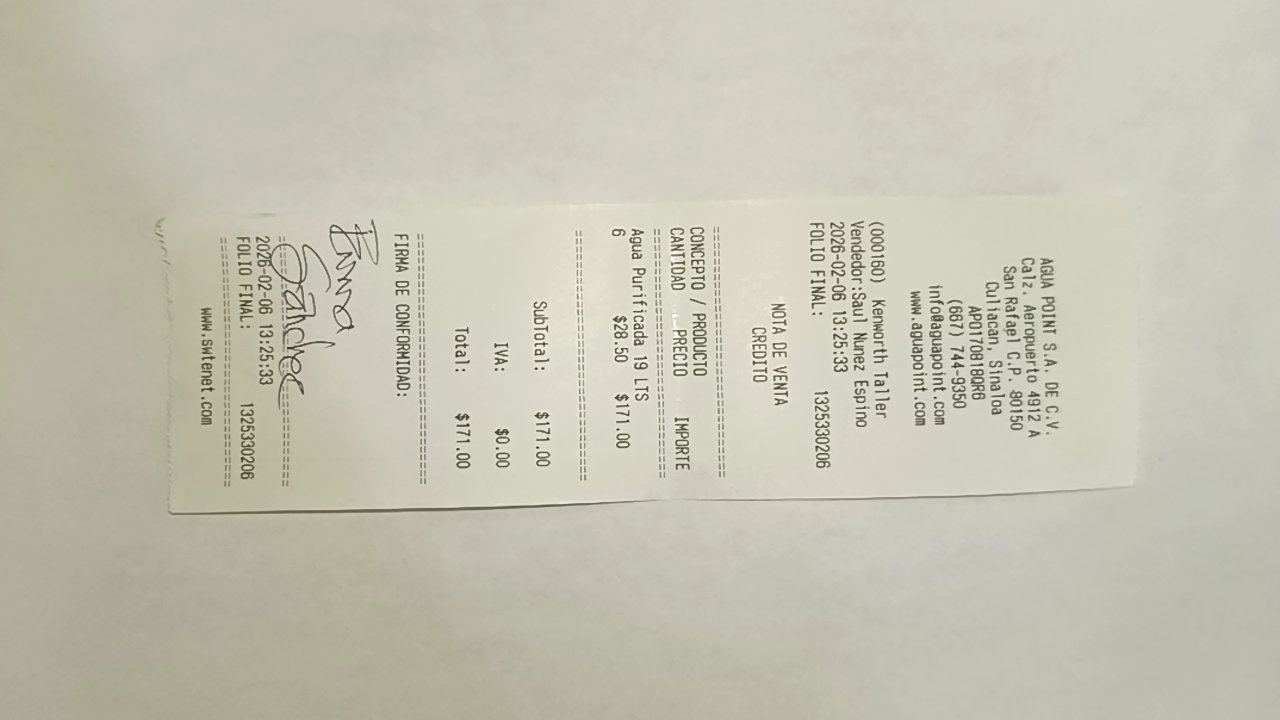 AGUA POINT S.A. DE C.V.
Calz. Aeropuerto 4912 A
San Rafael C.P. 80150
Culiacan, Sinaloa
APO170818QR6
(667) 744-9350
info@aguapoint.com
www.aguapoint.com
(000160) Kenworth Taller
Vendedor:Saul Nunez Espino
2026-02-06 13:25:33
FOLIO FINAL: 1325330206
NOTA DE VENTA
CREDITO
CONCEPTO / PRODUCTO
CANTIDAD PRECIO IMPORTE
Agua Purificada 19 LTS
6 $28.50 $171.00
SubTotal: $171.00
IVA: $0.00
Total: $171.00
FIRMA DE CONFORMIDAD:
Sánchez
2026-02-06 13:25:33
FOLIO FINAL: 1325330206
www.swtenet.com